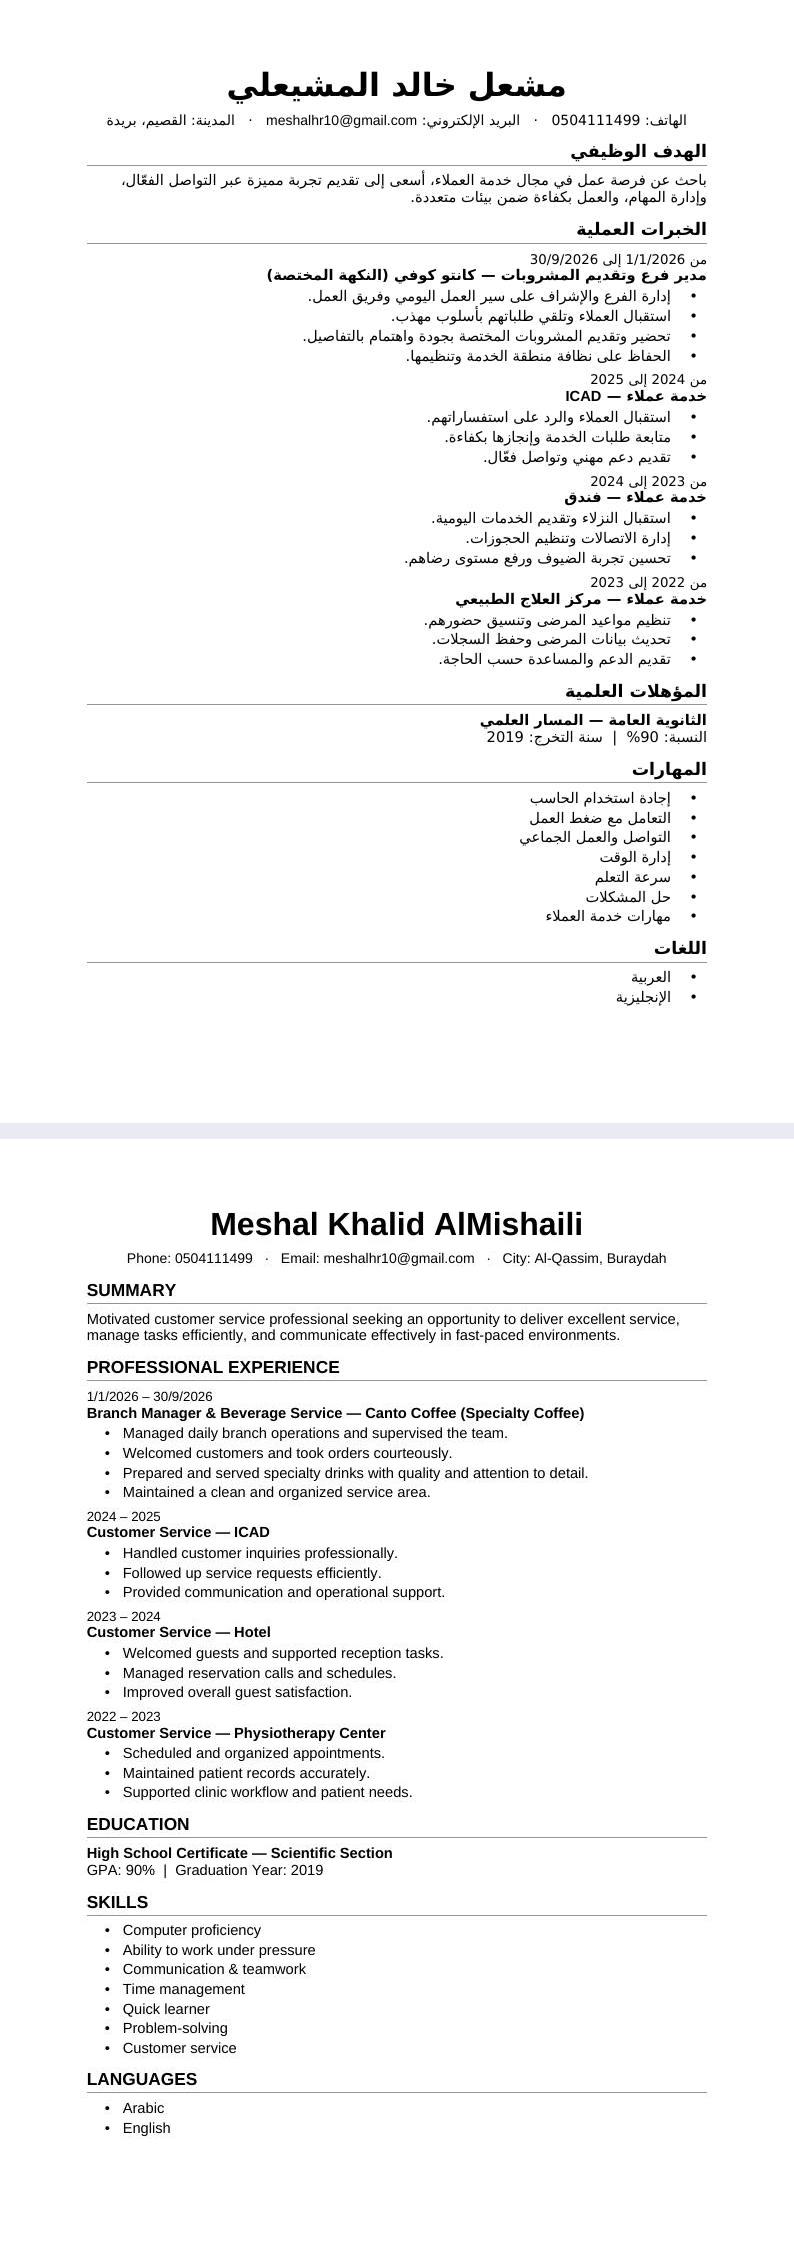 مشعل خالد المشيعلي
الهاتف: 0504111499 · البريد الإلكتروني: meshalhr10@gmail.com · المدينة: القصيم، بريدة
الهدف الوظيفي
باحث عن فرصة عمل في مجال خدمة العملاء، أسعى إلى تقديم تجربة مميزة عبر التواصل الفعّال،
وإدارة المهام، والعمل بكفاءة ضمن بيئات متعددة.
الخبرات العملية
من 1/1/2026 إلى 30/9/2026
مدير فرع وتقديم المشروبات — كانتو كوفي (النكهة المختصة)
• إدارة الفرع والإشراف على سير العمل اليومي وفريق العمل.
• استقبال العملاء وتلقي طلباتهم بأسلوب مهذب.
• تحضير وتقديم المشروبات المختصة بجودة واهتمام بالتفاصيل.
• الحفاظ على نظافة منطقة الخدمة وتنظيمها.
من 2024 إلى 2025
خدمة عملاء — ICAD
• استقبال العملاء والرد على استفساراتهم.
• متابعة طلبات الخدمة وإنجازها بكفاءة.
• تقديم دعم مهني وتواصل فعّال.
من 2023 إلى 2024
خدمة عملاء — فندق
• استقبال النزلاء وتقديم الخدمات اليومية.
• إدارة الاتصالات وتنظيم الحجوزات.
• تحسين تجربة الضيوف ورفع مستوى رضاهم.
من 2022 إلى 2023
خدمة عملاء — مركز العلاج الطبيعي
• تنظيم مواعيد المرضى وتنسيق حضورهم.
• تحديث بيانات المرضى وحفظ السجلات.
• تقديم الدعم والمساعدة حسب الحاجة.
المؤهلات العلمية
الثانوية العامة — المسار العلمي
النسبة: 90% | سنة التخرج: 2019
المهارات
• إجادة استخدام الحاسب
• التعامل مع ضغط العمل
• التواصل والعمل الجماعي
• إدارة الوقت
• سرعة التعلم
• حل المشكلات
• مهارات خدمة العملاء
اللغات
• العربية
• الإنجليزية
Meshal Khalid AlMishaili
Phone: 0504111499 · Email: meshalhr10@gmail.com · City: Al-Qassim, Buraydah
SUMMARY
Motivated customer service professional seeking an opportunity to deliver excellent service,
manage tasks efficiently, and communicate effectively in fast-paced environments.
PROFESSIONAL EXPERIENCE
1/1/2026 – 30/9/2026
Branch Manager & Beverage Service — Canto Coffee (Specialty Coffee)
• Managed daily branch operations and supervised the team.
• Welcomed customers and took orders courteously.
• Prepared and served specialty drinks with quality and attention to detail.
• Maintained a clean and organized service area.
2024 – 2025
Customer Service — ICAD
• Handled customer inquiries professionally.
• Followed up service requests efficiently.
• Provided communication and operational support.
2023 – 2024
Customer Service — Hotel
• Welcomed guests and supported reception tasks.
• Managed reservation calls and schedules.
• Improved overall guest satisfaction.
2022 – 2023
Customer Service — Physiotherapy Center
• Scheduled and organized appointments.
• Maintained patient records accurately.
• Supported clinic workflow and patient needs.
EDUCATION
High School Certificate — Scientific Section
GPA: 90% | Graduation Year: 2019
SKILLS
• Computer proficiency
• Ability to work under pressure
• Communication & teamwork
• Time management
• Quick learner
• Problem-solving
• Customer service
LANGUAGES
• Arabic
• English